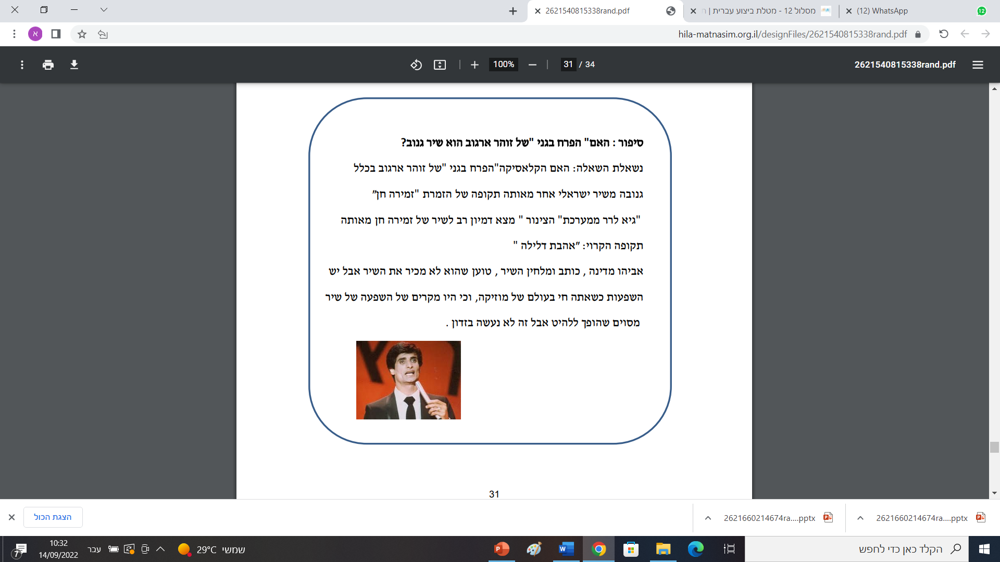 2621540815338rand.pdf
מסלול 12 - מטלת ביצוע עברית | ח
(12) WhatsApp
12
א
hila-matnasim.org.il/designFiles/2621540815338rand.pdf
100%
31 / 34
2621540815338rand.pdf
סיפור : האם" הפרח בגני "של זוהר ארגוב הוא שיר גנוב?
נשאלת השאלה: האם הקלאסיקה"הפרח בגני "של זוהר ארגוב בכלל
גנובה משיר ישראלי אחר מאותה תקופה של הזמרת "זמירה חן"
"גיא לרר ממערכת" הצינור " מצא דמיון רב לשיר של זמירה חן מאותה
תקופה הקרוי: "אהבת דלילה "
אביהו מדינה , כותב ומלחין השיר , טוען שהוא לא מכיר את השיר אבל יש
השפעות כשאתה חי בעולם של מוזיקה, וכי היו מקרים של השפעה של שיר
מסוים שהופך ללהיט אבל זה לא נעשה בזדון .
31
הצגת הכול
2621660214674ra....pptx
2621660214674ra....pptx
7
10:32
14/09/2022
עבר
29°C שמשי
הקלד כאן כדי לחפש